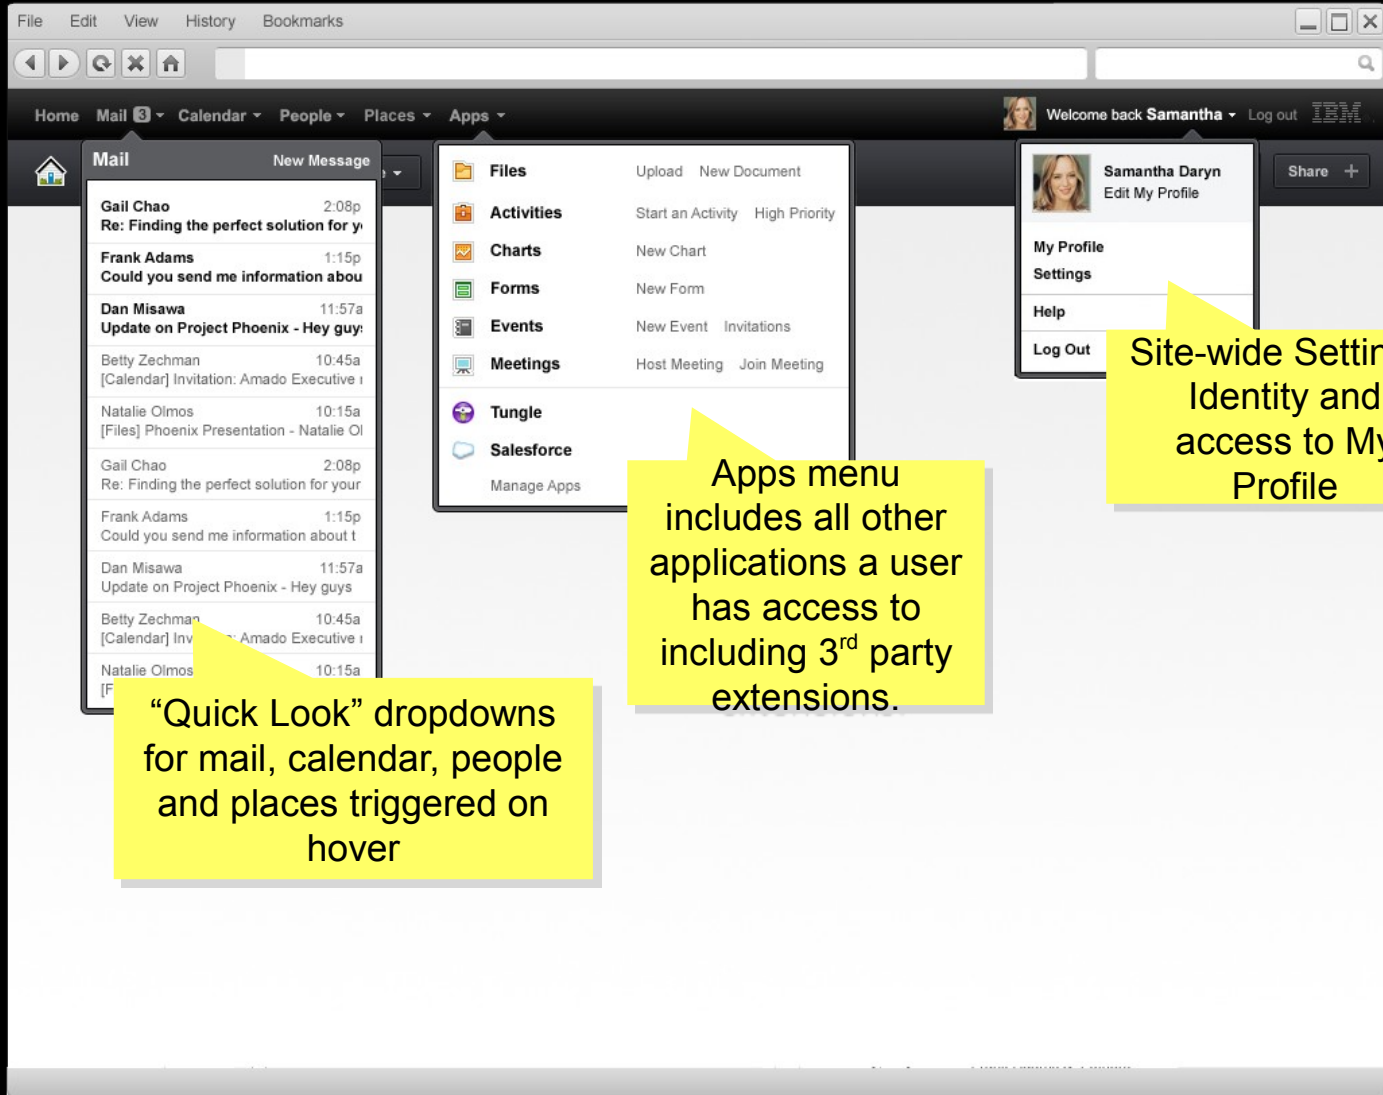 File Edit View History Bookmarks
Home Mail 3 Calendar People Places Apps
Welcome back Samantha Log out IBM
Mail New Message
Gail Chao 2:08p
Re: Finding the perfect solution for
Frank Adams 1:15p
Could you send me information abou
Dan Misawa 11:57a
Update on Project Phoenix - Hey guy
Betty Zechman 10:45a
[Calendar] Invitation: Amado Executive
Natalie Olmos 10:15a
[Files] Phoenix Presentation - Natalie Ol
Gail Chao 2:08p
Re: Finding the perfect solution for your
Frank Adams 1:15p
Could you send me information about t
Dan Misawa 11:57a
Update on Project Phoenix - Hey guys
Betty Zechman 10:45a
[Calendar] Inv Amado Executive
Natalie Olmos 10:15a
“Quick Look” dropdowns
for mail, calendar, people
and places triggered on
hover
Files Upload New Document
Activities Start an Activity High Priority
Charts New Chart
Forms New Form
Events New Event Invitations
Meetings Host Meeting Join Meeting
Tungle
Salesforce
Manage Apps
Apps menu
includes all other
applications a user
has access to
including 3rd party
extensions.
Samantha Daryn
Edit My Profile
My Profile
Settings
Help
Log Out
Share +
Site-wide Settin
Identity and
access to My
Profile